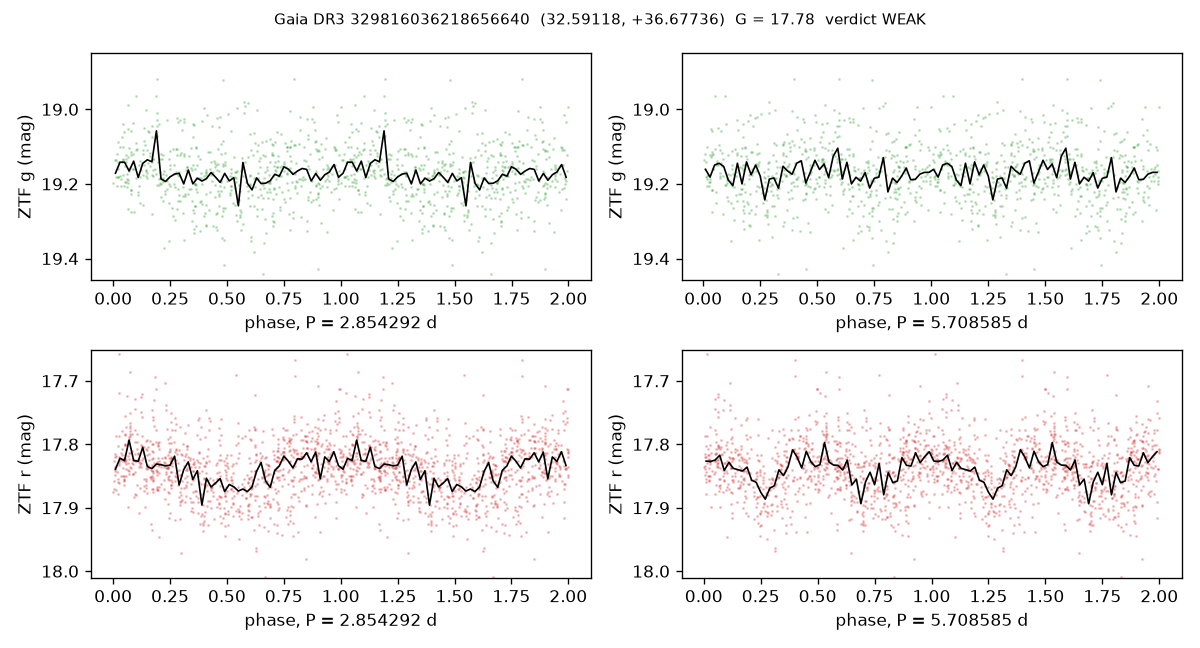 Gaia DR3 329816036218656640 (32.59118, +36.67736) G = 17.78 verdict WEAK
ZTF g (mag)
19.0
19.2
19.4
0.00 0.25 0.50 0.75 1.00 1.25 1.50 1.75 2.00
phase, P = 2.854292 d
ZTF g (mag)
19.0
19.2
19.4
0.00 0.25 0.50 0.75 1.00 1.25 1.50 1.75 2.00
phase, P = 5.708585 d
ZTF r (mag)
17.7
17.8
17.9
18.0
0.00 0.25 0.50 0.75 1.00 1.25 1.50 1.75 2.00
phase, P = 2.854292 d
ZTF r (mag)
17.7
17.8
17.9
18.0
0.00 0.25 0.50 0.75 1.00 1.25 1.50 1.75 2.00
phase, P = 5.708585 d